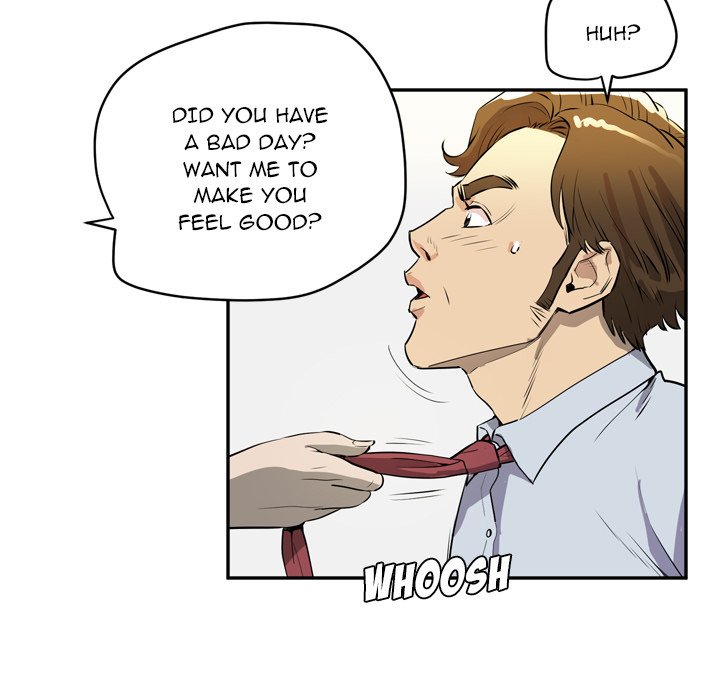 HUH?
DID YOU HAVE
A BAD DAY?
WANT ME TO
MAKE YOU
FEEL GOOD?
WHOOSH